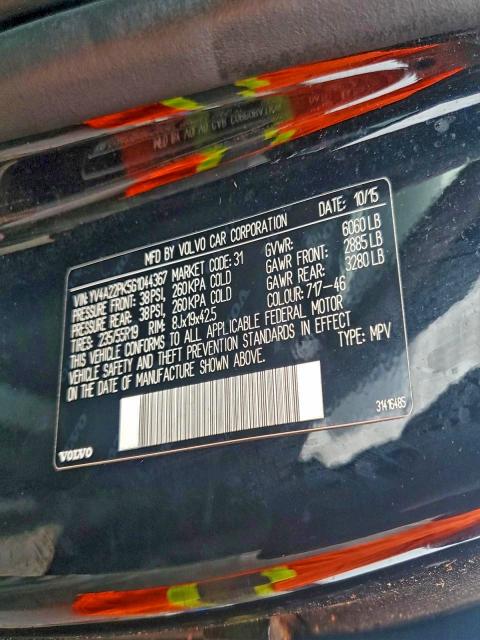 MFD BY VOLVO CAR CORPORATION DATE: 10/15
VIN: YV4A22PK5G1044367 MARKET CODE: 31 GVWR: 6060 LB
PRESSURE FRONT: 38PSI, 260KPA COLD GAWR FRONT: 2885 LB
PRESSURE REAR: 38PSI, 260KPA COLD GAWR REAR: 3280 LB
TIRES: 235/55R19 RIM: 8Jx19x42.5 COLOUR: 717-46
THIS VEHICLE CONFORMS TO ALL APPLICABLE FEDERAL MOTOR
VEHICLE SAFETY AND THEFT PREVENTION STANDARDS IN EFFECT
ON THE DATE OF MANUFACTURE SHOWN ABOVE. TYPE: MPV
31416485
VOLVO